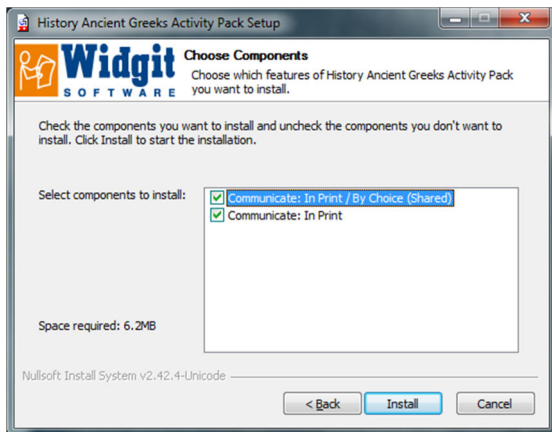 History Ancient Greeks Activity Pack Setup
Widgit
SOFTWARE
Choose Components
Choose which features of History Ancient Greeks Activity Pack
you want to install.
Check the components you want to install and uncheck the components you don't want to
install. Click Install to start the installation.
Select components to install:
Communicate: In Print / By Choice (Shared)
Communicate: In Print
Space required: 6.2MB
Nullsoft Install System v2.42.4-Unicode
< Back
Install
Cancel